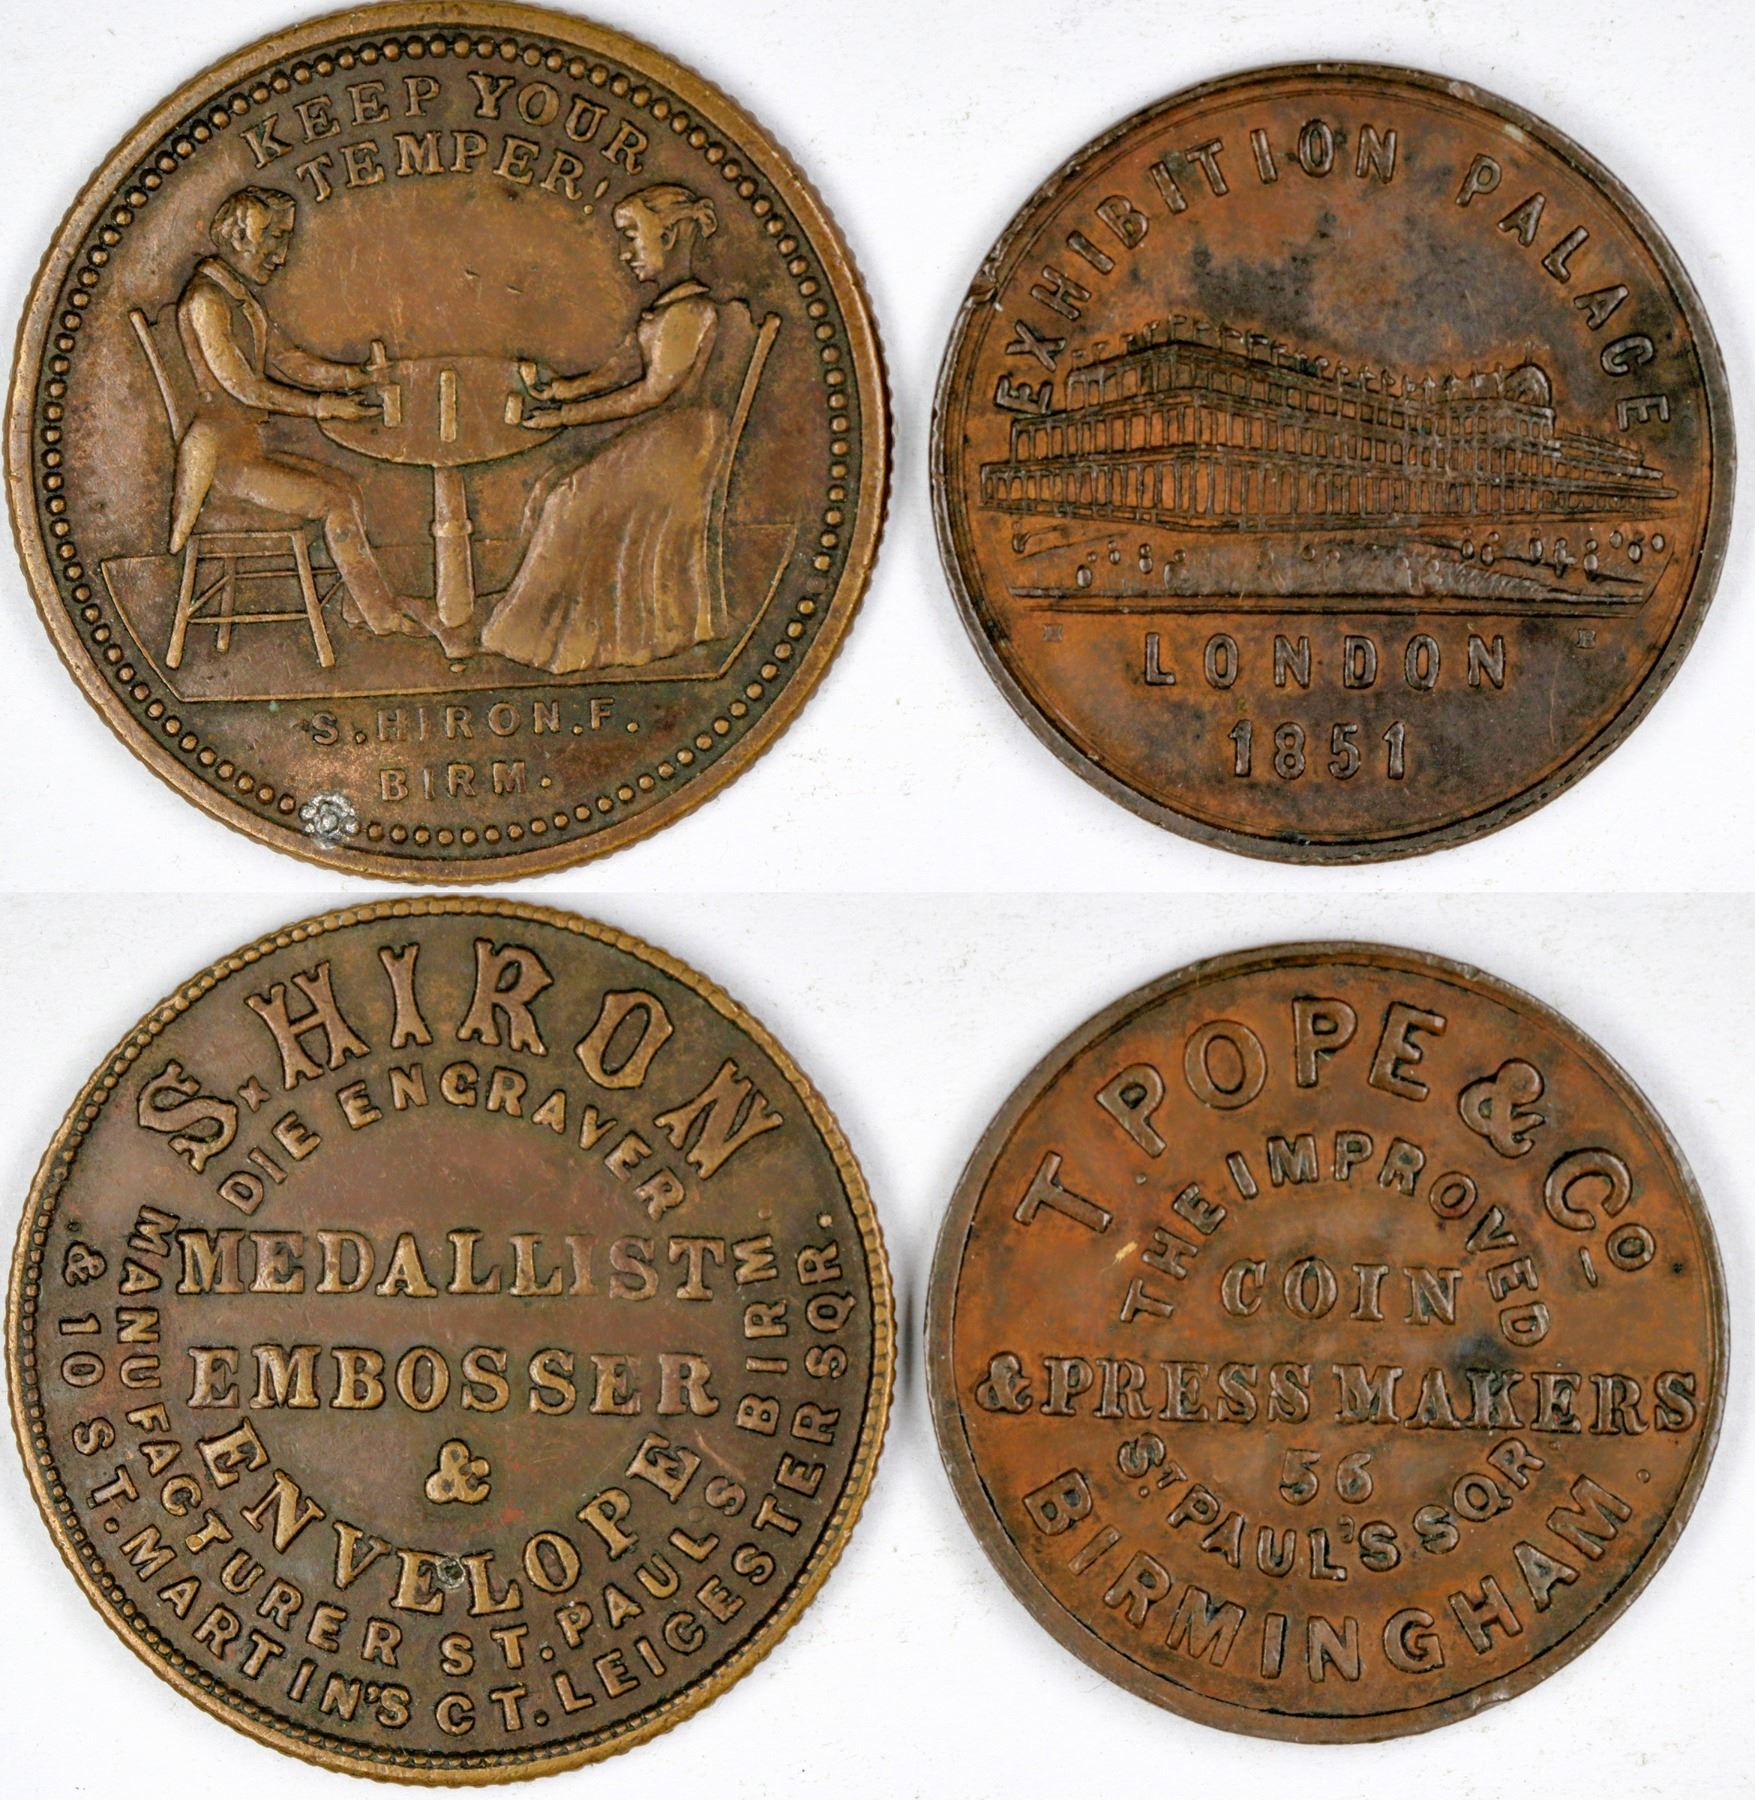 KEEP YOUR
TEMPER!
S. HIRON. F.
BIRM.
EXHIBITION PALACE
LONDON
1851
S. HIRON
DIE ENGRAVER
MEDALLIST
EMBOSSER
&
ENVELOPE
MANUFACTURER ST. PAULS BIRM.
& 10 ST. MARTIN'S CT. LEICESTER SQR.
T. POPE & Co
THE IMPROVED
COIN
& PRESS MAKERS
56
ST PAUL'S SQR
BIRMINGHAM.